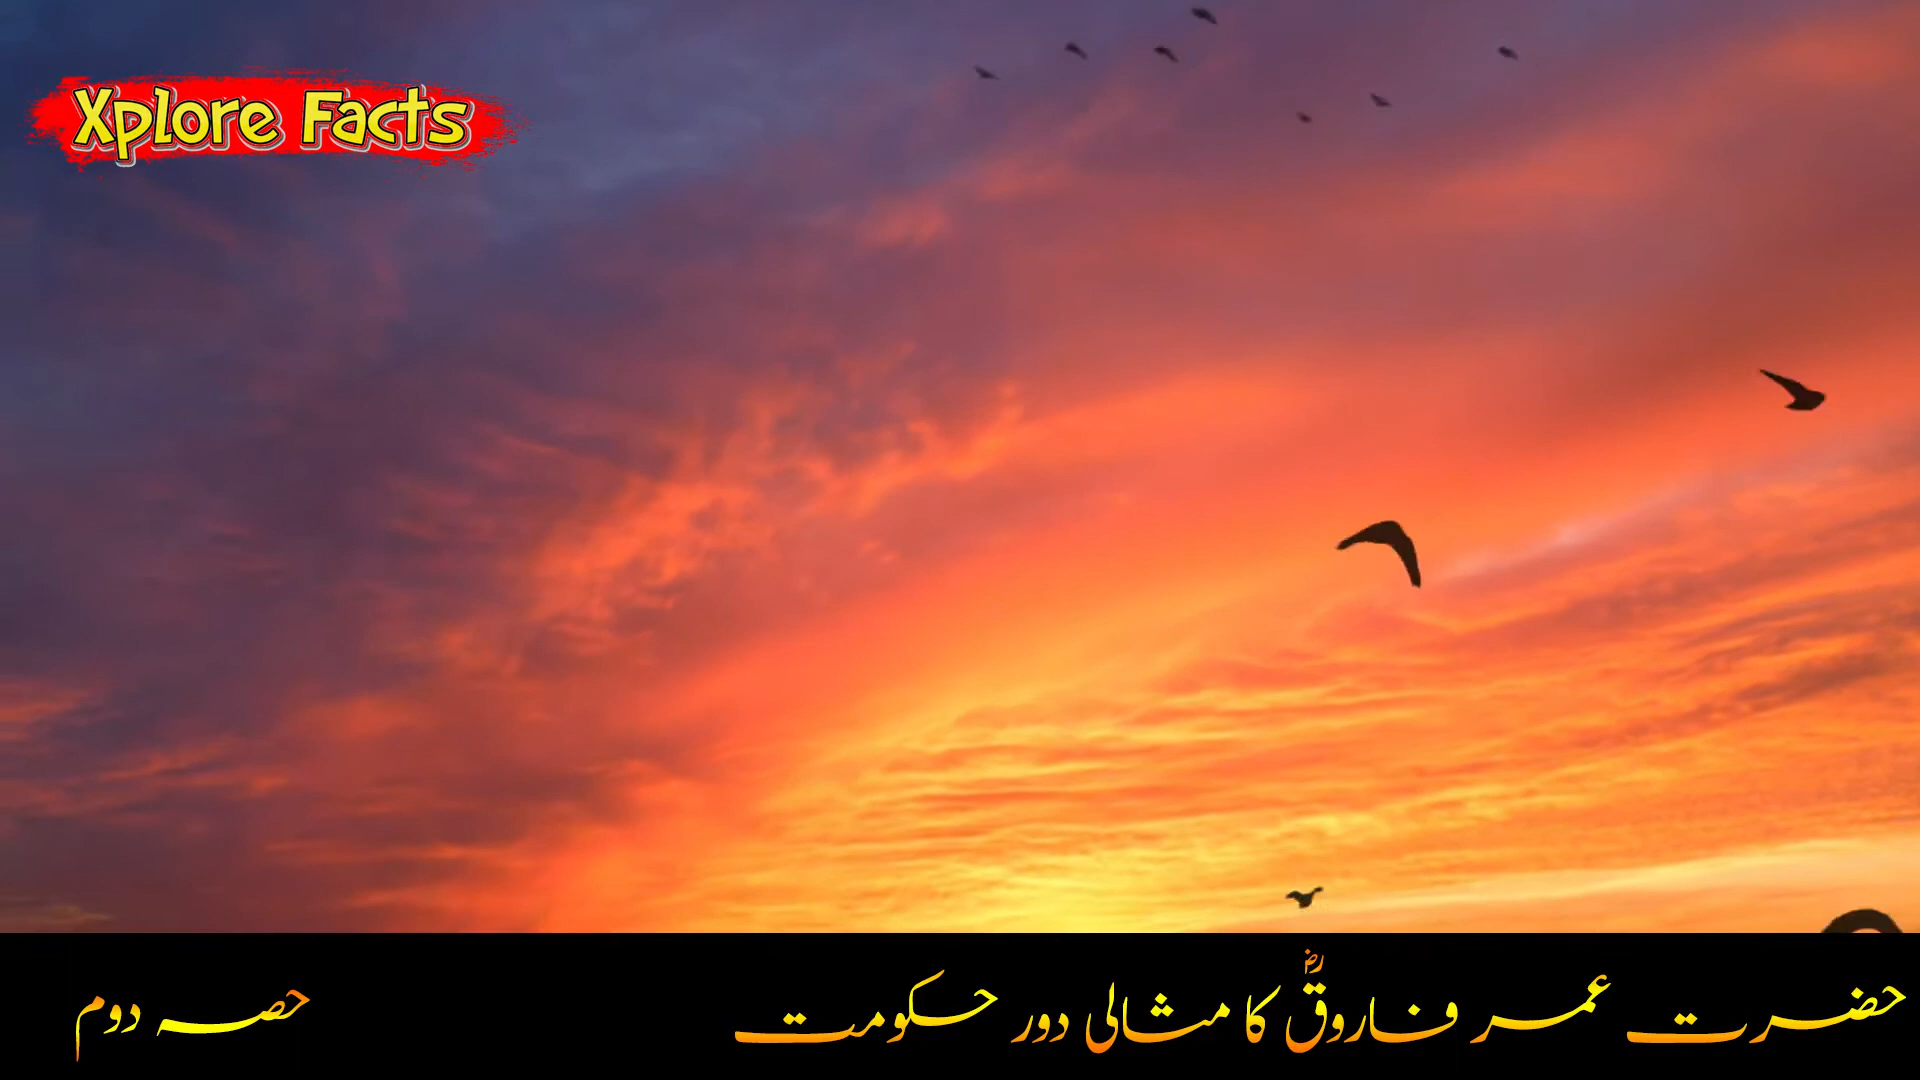 Xplore Facts
حضرت عمر فاروقؓ کا مثالی دور حکومت حصہ دوم